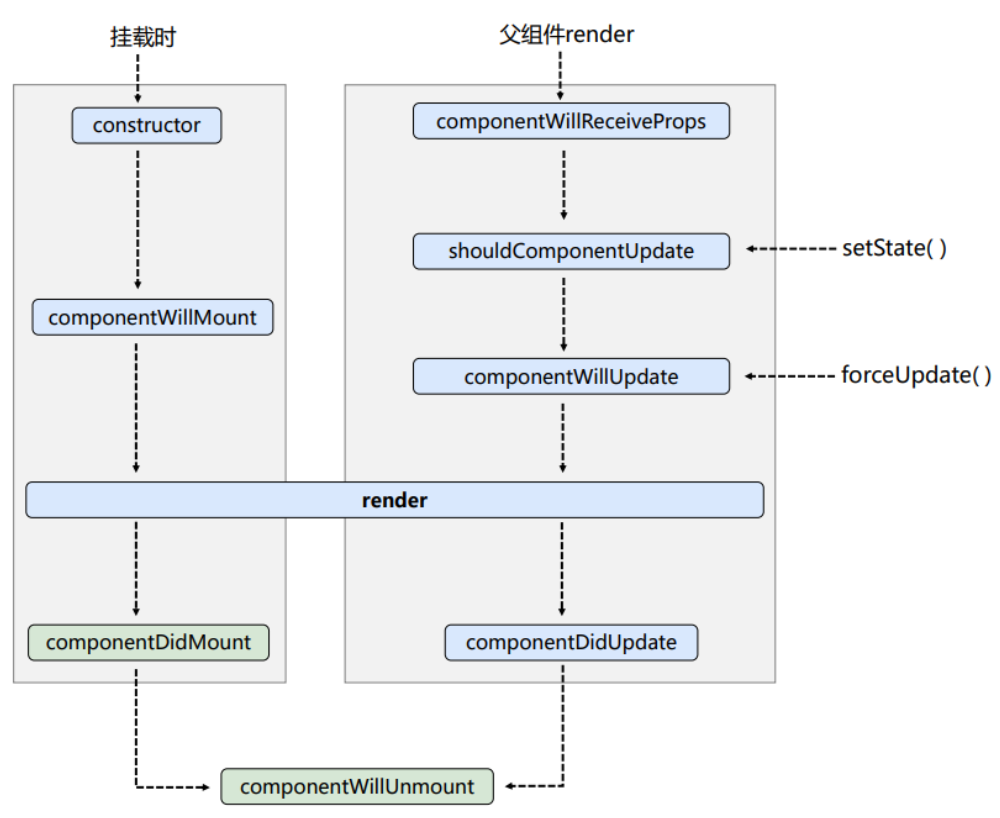 挂载时
父组件render
constructor
componentWillReceiveProps
shouldComponentUpdate
setState( )
componentWillMount
componentWillUpdate
forceUpdate( )
render
componentDidMount
componentDidUpdate
componentWillUnmount